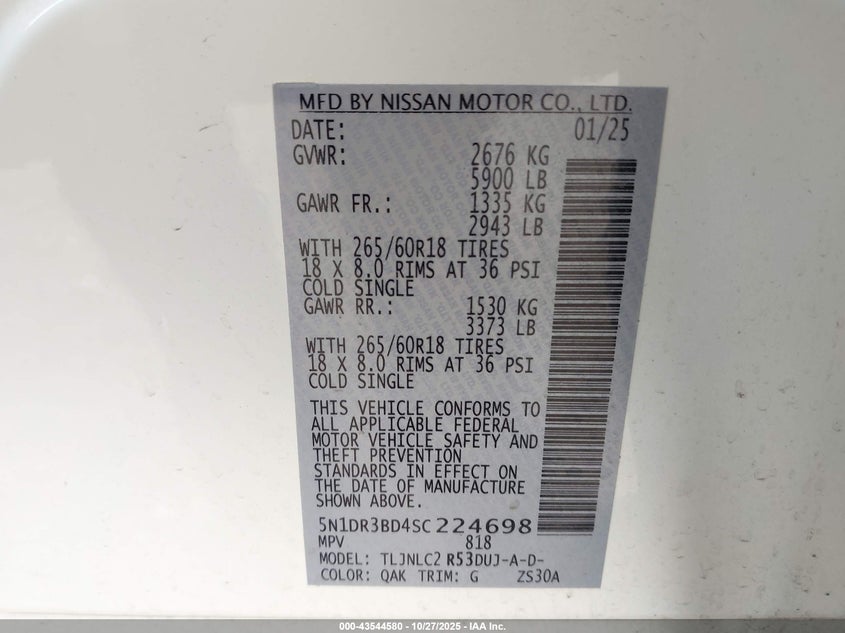 MFD BY NISSAN MOTOR CO., LTD.
DATE: 01/25
GVWR: 2676 KG
5900 LB
GAWR FR.: 1335 KG
2943 LB
WITH 265/60R18 TIRES
18 X 8.0 RIMS AT 36 PSI
COLD SINGLE
GAWR RR.: 1530 KG
3373 LB
WITH 265/60R18 TIRES
18 X 8.0 RIMS AT 36 PSI
COLD SINGLE
THIS VEHICLE CONFORMS TO
ALL APPLICABLE FEDERAL
MOTOR VEHICLE SAFETY AND
THEFT PREVENTION
STANDARDS IN EFFECT ON
THE DATE OF MANUFACTURE
SHOWN ABOVE.
5N1DR3BD4SC224698
MPV 818
MODEL: TLJNLC2 R53DUJ-A-D-
COLOR: QAK TRIM: G ZS30A
000-43544580 - 10/27/2025 - IAA Inc.